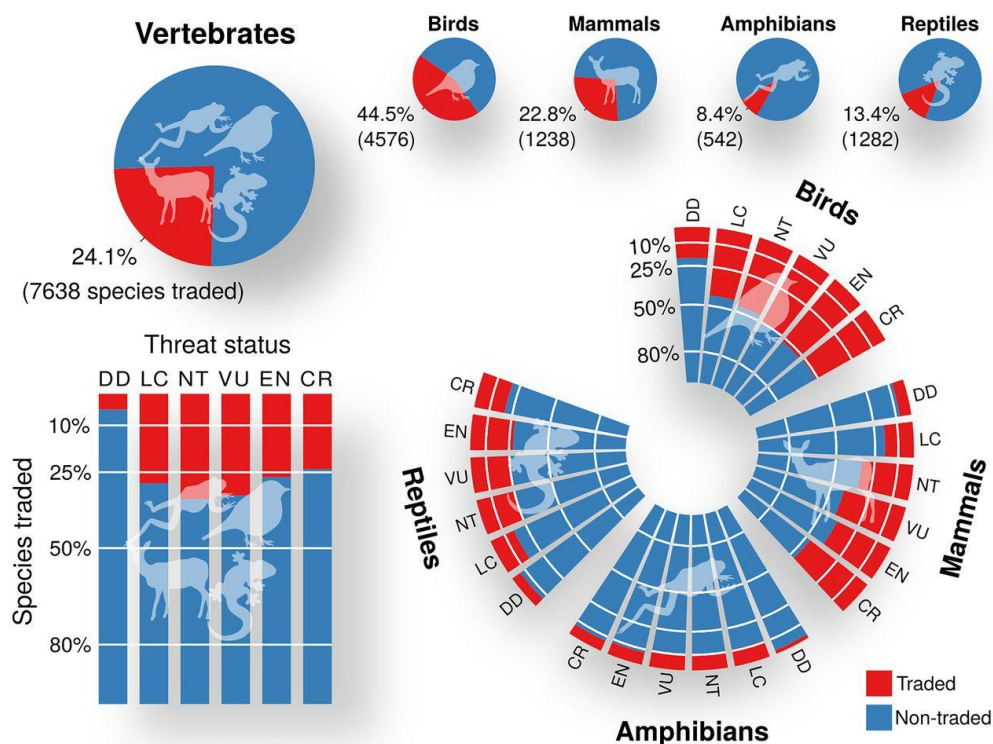 Vertebrates
24.1%
(7638 species traded)
Birds
44.5%
(4576)
Mammals
22.8%
(1238)
Amphibians
8.4%
(542)
Reptiles
13.4%
(1282)
Threat status
DD LC NT VU EN CR
Species traded
10%
25%
50%
80%
Birds
DD
LC
NT
VU
EN
CR
10%
25%
50%
80%
Mammals
DD
LC
NT
VU
EN
CR
Amphibians
CR
EN
VU
NT
LC
DD
Reptiles
CR
EN
VU
NT
LC
DD
Traded
Non-traded